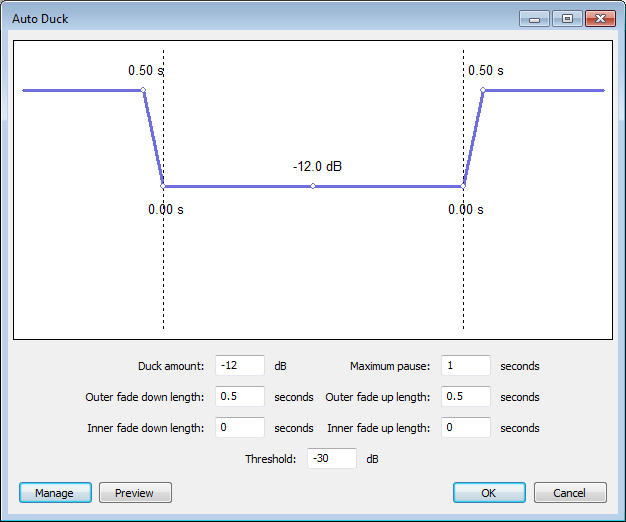 Auto Duck
0.50 s 0.50 s
-12.0 dB
0.00 s 0.00 s
Duck amount: -12 dB Maximum pause: 1 seconds
Outer fade down length: 0.5 seconds Outer fade up length: 0.5 seconds
Inner fade down length: 0 seconds Inner fade up length: 0 seconds
Threshold: -30 dB
Manage Preview OK Cancel